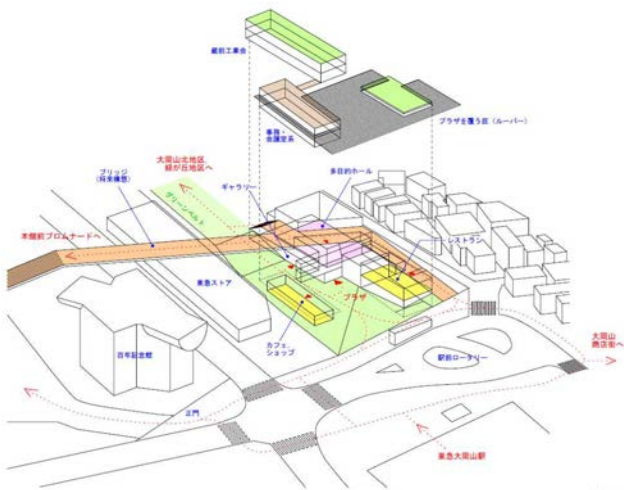 蔵前工業会
プラザを覆う庇（ルーバー）
事務・
会議室系
大岡山北地区、
緑が丘地区へ
ブリッジ
（将来構想）
ギャラリー
多目的ホール
グリーンベルト
本館前プロムナードへ
レストラン
東急ストア
プラザ
カフェ、
ショップ
大岡山
商店街へ
百年記念館
駅前ロータリー
正門
東急大岡山駅